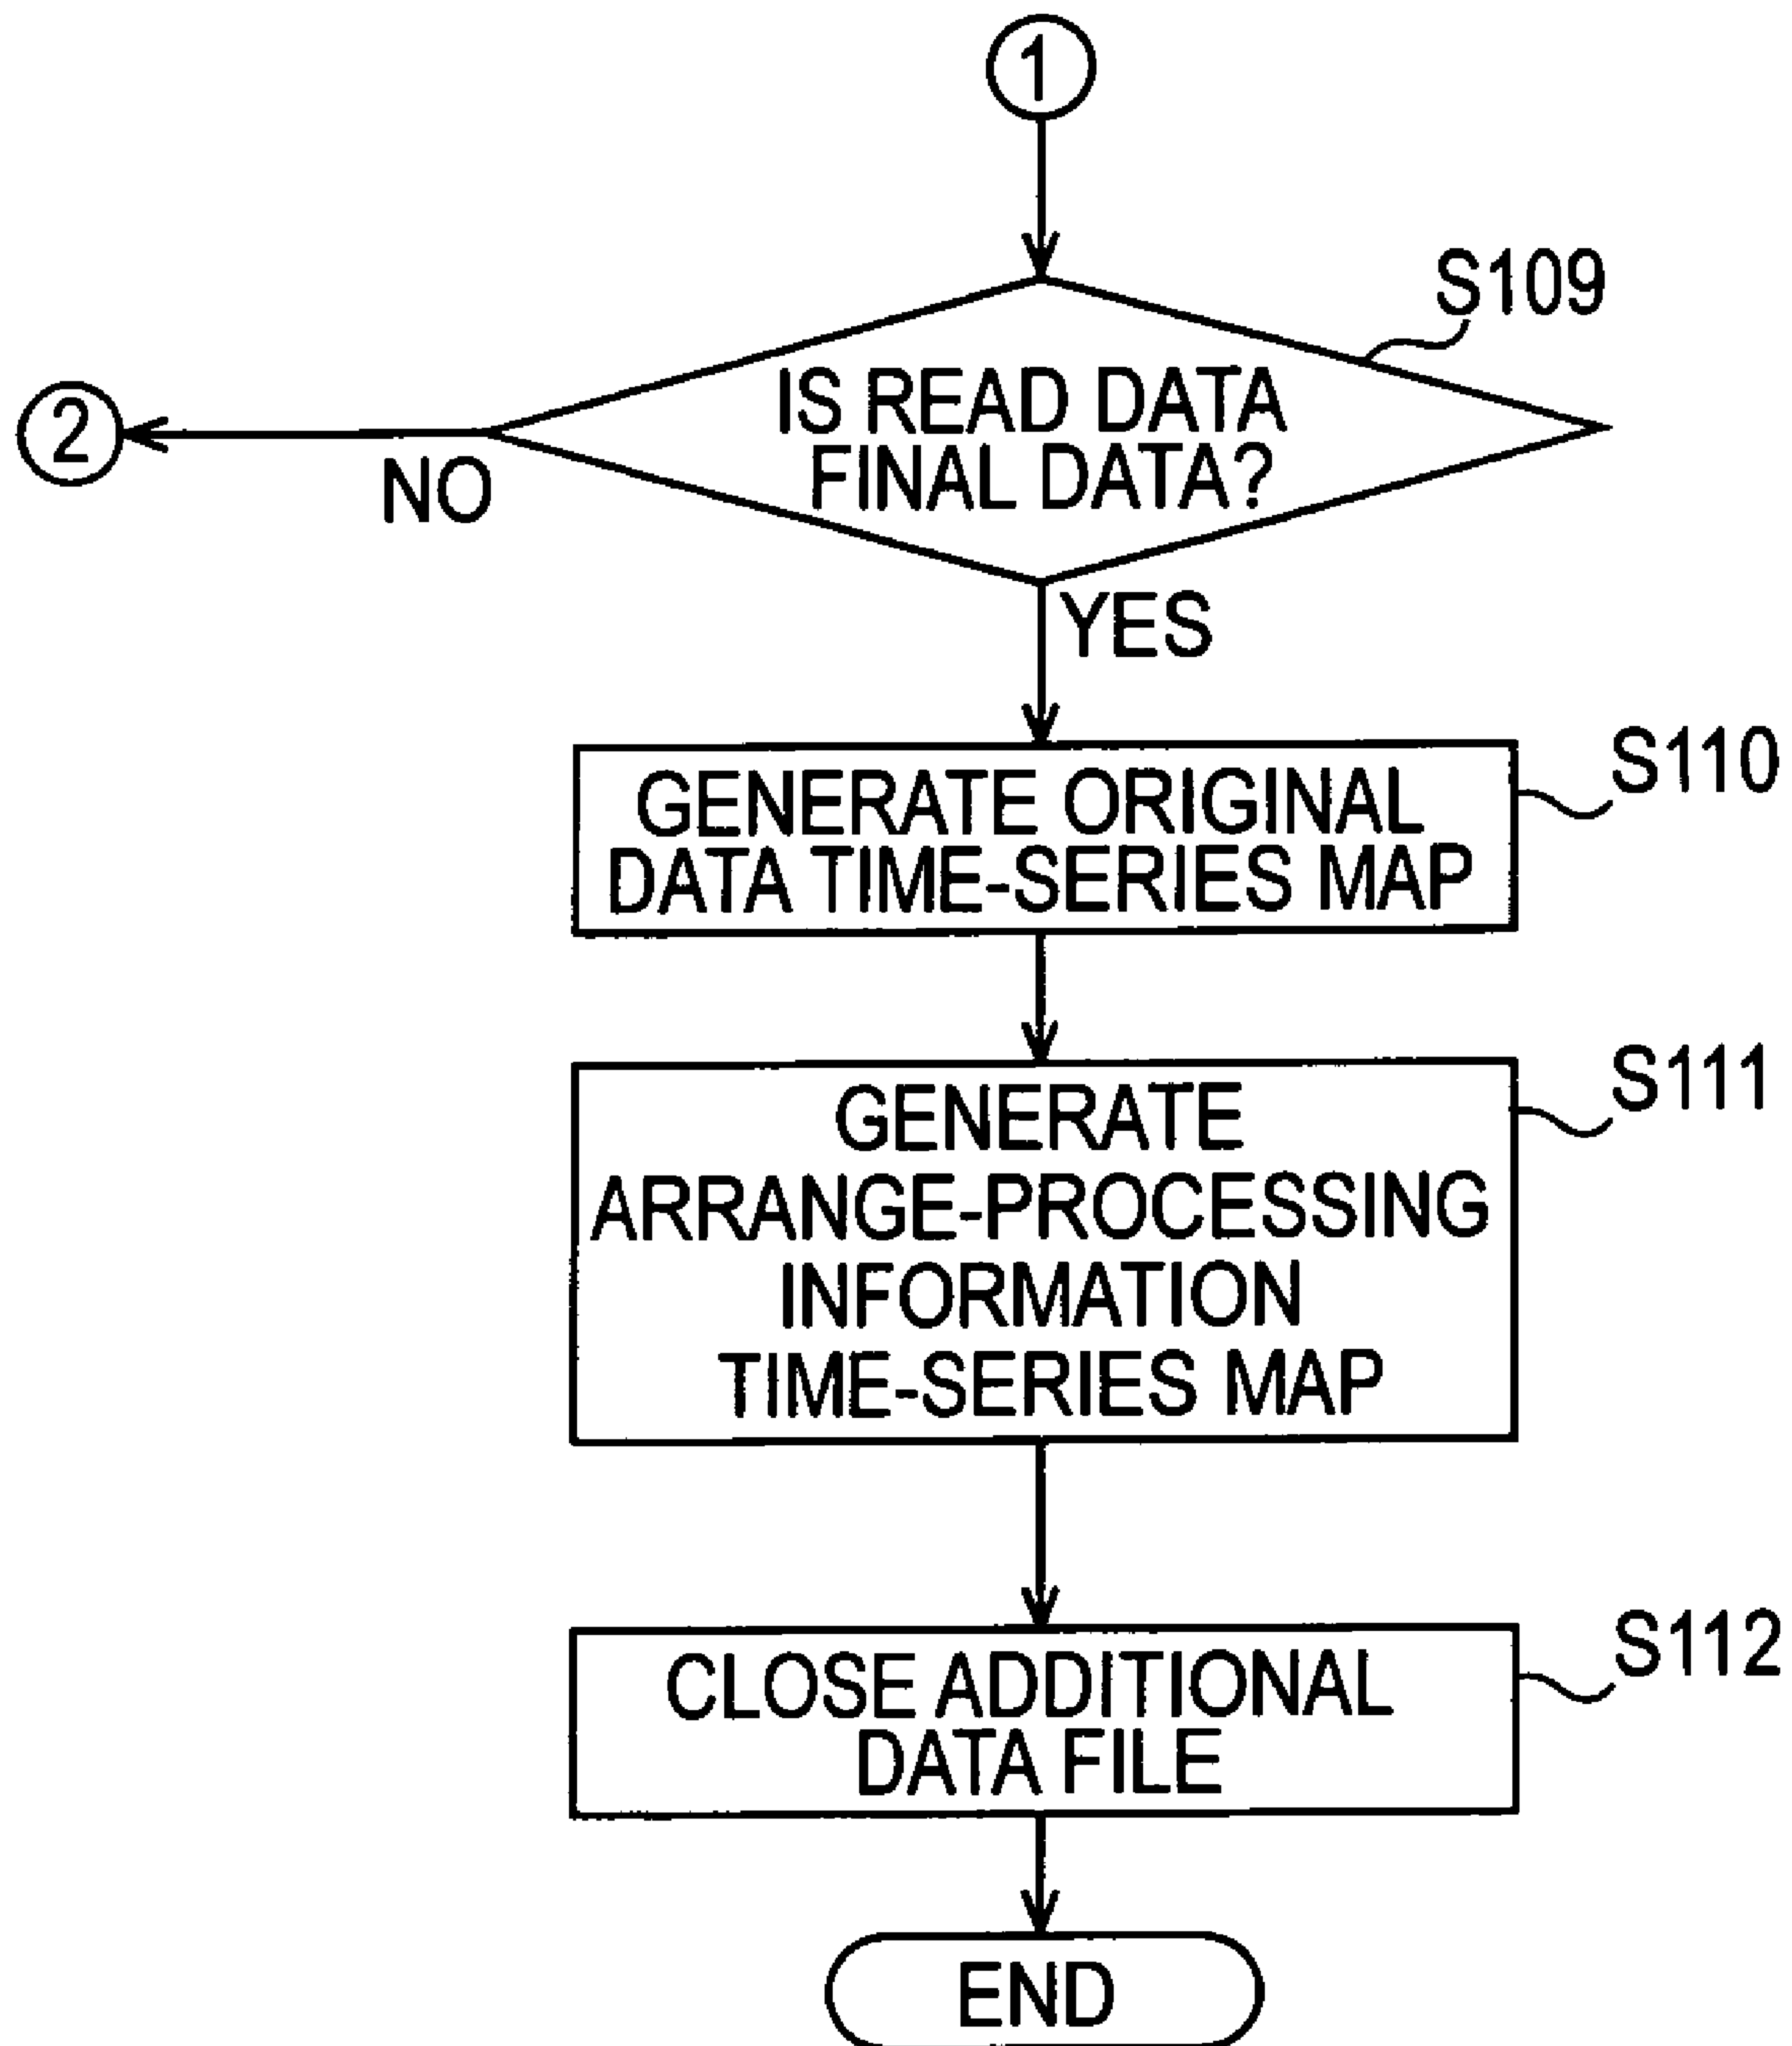 1
S109
IS READ DATA
FINAL DATA?
2
NO
YES
S110
GENERATE ORIGINAL
DATA TIME-SERIES MAP
S111
GENERATE
ARRANGE-PROCESSING
INFORMATION
TIME-SERIES MAP
S112
CLOSE ADDITIONAL
DATA FILE
END